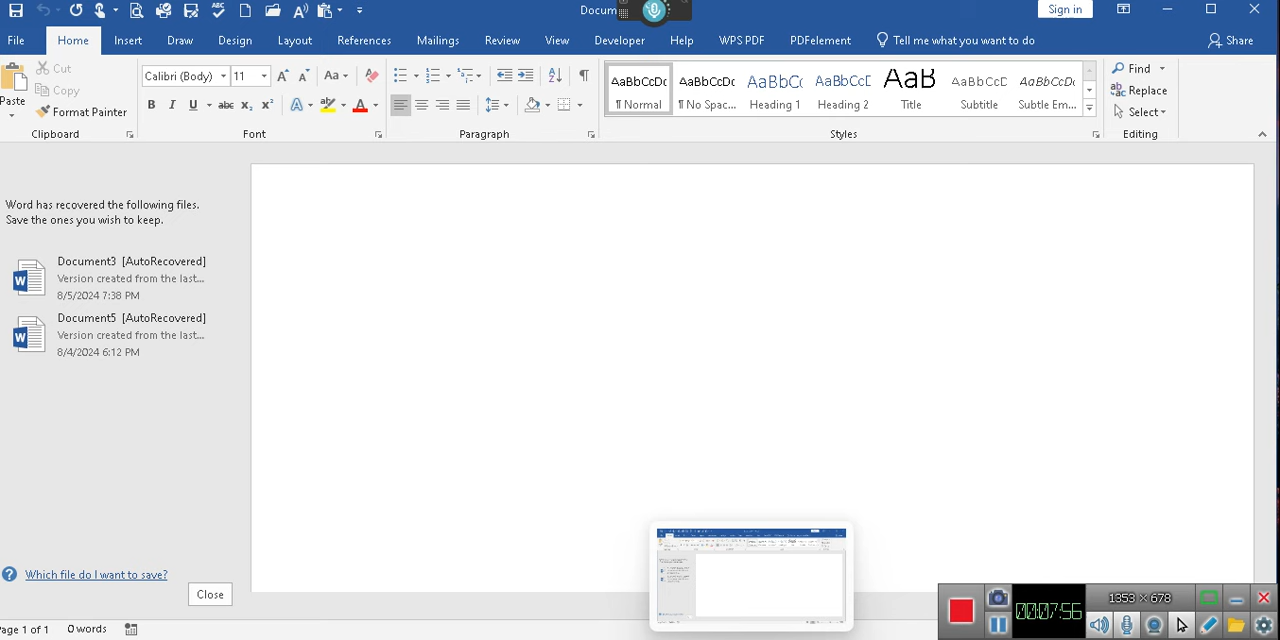 Docum
Sign in
File Home Insert Draw Design Layout References Mailings Review View Developer Help WPS PDF PDFelement Tell me what you want to do Share
Paste
Cut
Copy
Format Painter
Clipboard
Calibri (Body) 11
Font
Paragraph
AaBbCcDc AaBbCcDc AaBbC( AaBbCcD AaB AaBbCcD AaBbCcDc
¶ Normal ¶ No Spac... Heading 1 Heading 2 Title Subtitle Subtle Em...
Styles
Find
Replace
Select
Editing
Word has recovered the following files.
Save the ones you wish to keep.
Document3 [AutoRecovered]
Version created from the last...
8/5/2024 7:38 PM
Document5 [AutoRecovered]
Version created from the last...
8/4/2024 6:12 PM
Which file do I want to save?
Close
Page 1 of 1 0 words
00:07:56
1353 × 678